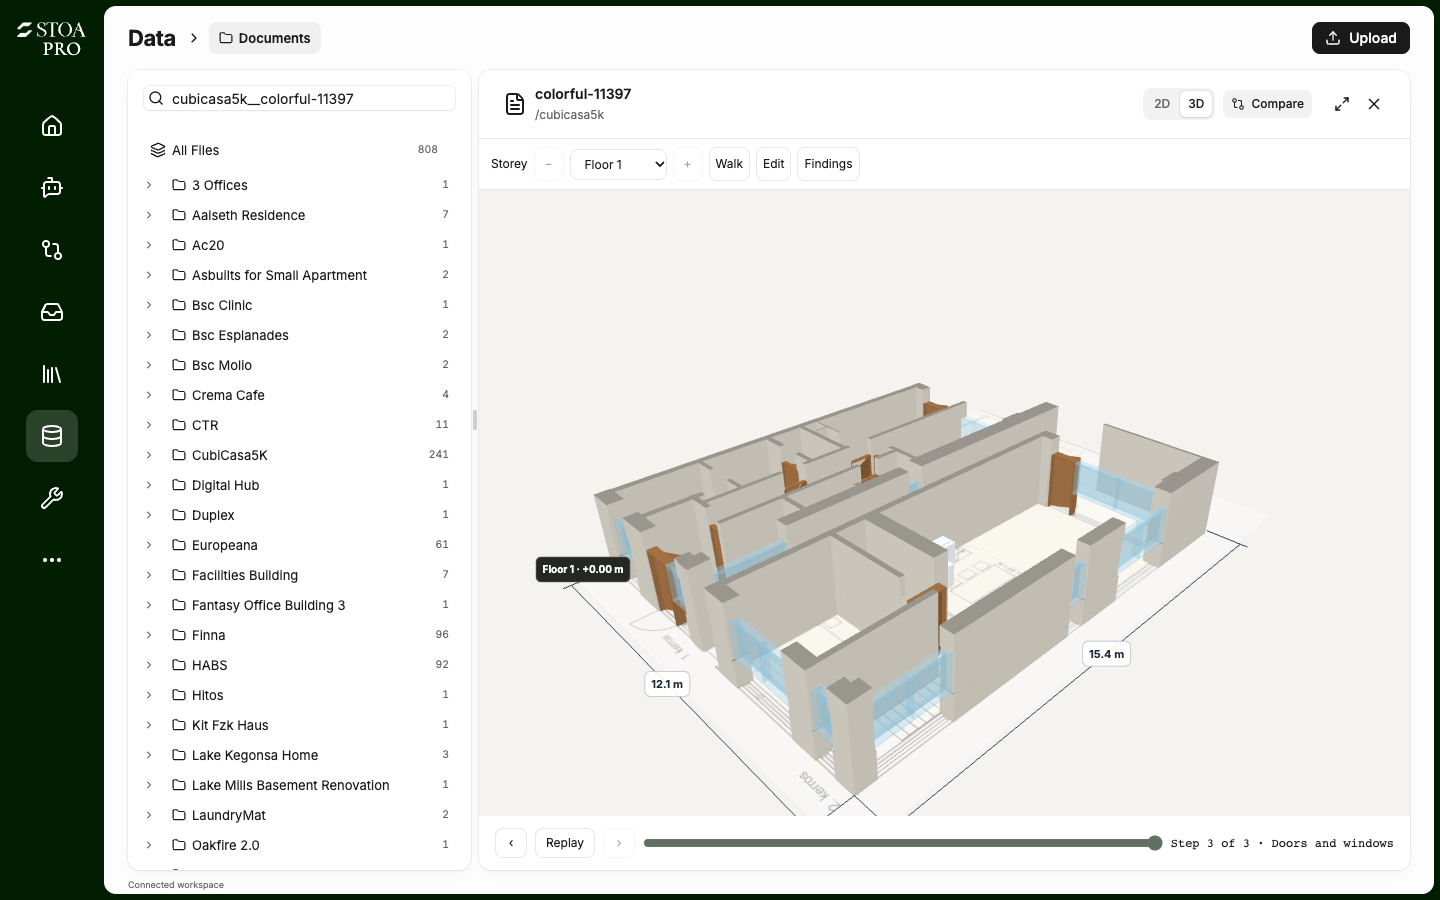 STOA
PRO
Data
Documents
Upload
cubicasa5k__colorful-11397
All Files 808
3 Offices 1
Aalseth Residence 7
Ac20 1
Asbuilts for Small Apartment 2
Bsc Clinic 1
Bsc Esplanades 2
Bsc Molio 2
Crema Cafe 4
CTR 11
CubiCasa5K 241
Digital Hub 1
Duplex 1
Europeana 61
Facilities Building 7
Fantasy Office Building 3 1
Finna 96
HABS 92
Hitos 1
Kit Fzk Haus 1
Lake Kegonsa Home 3
Lake Mills Basement Renovation 1
LaundryMat 2
Oakfire 2.0 1
Connected workspace
colorful-11397
/cubicasa5k
2D 3D Compare
Storey − Floor 1 + Walk Edit Findings
Floor 1 · +0.00 m
1. kerros
12.1 m
15.4 m
2. kerros
‹ Replay › Step 3 of 3 · Doors and windows